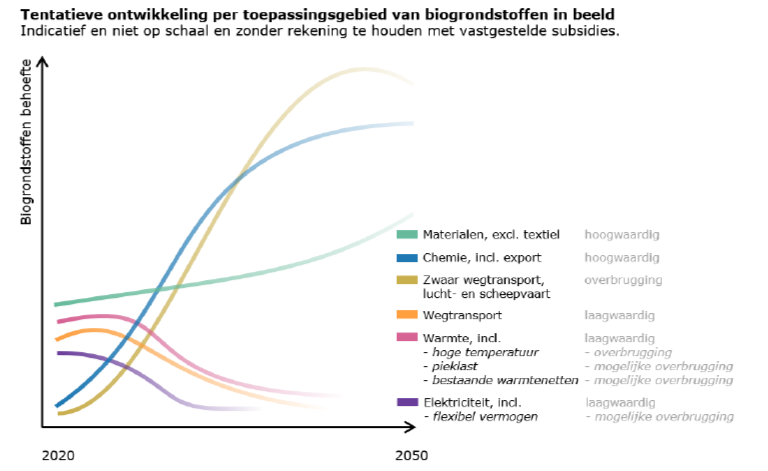 Tentatieve ontwikkeling per toepassingsgebied van biogrondstoffen in beeld
Indicatief en niet op schaal en zonder rekening te houden met vastgestelde subsidies.
Biogrondstoffen behoefte
Materialen, excl. textiel hoogwaardig
Chemie, incl. export hoogwaardig
Zwaar wegtransport, overbrugging
lucht- en scheepvaart
Wegtransport laagwaardig
Warmte, incl. laagwaardig
- hoge temperatuur - overbrugging
- pieklast - mogelijke overbrugging
- bestaande warmtenetten - mogelijke overbrugging
Elektriciteit, incl. laagwaardig
- flexibel vermogen - mogelijke overbrugging
2020 2050